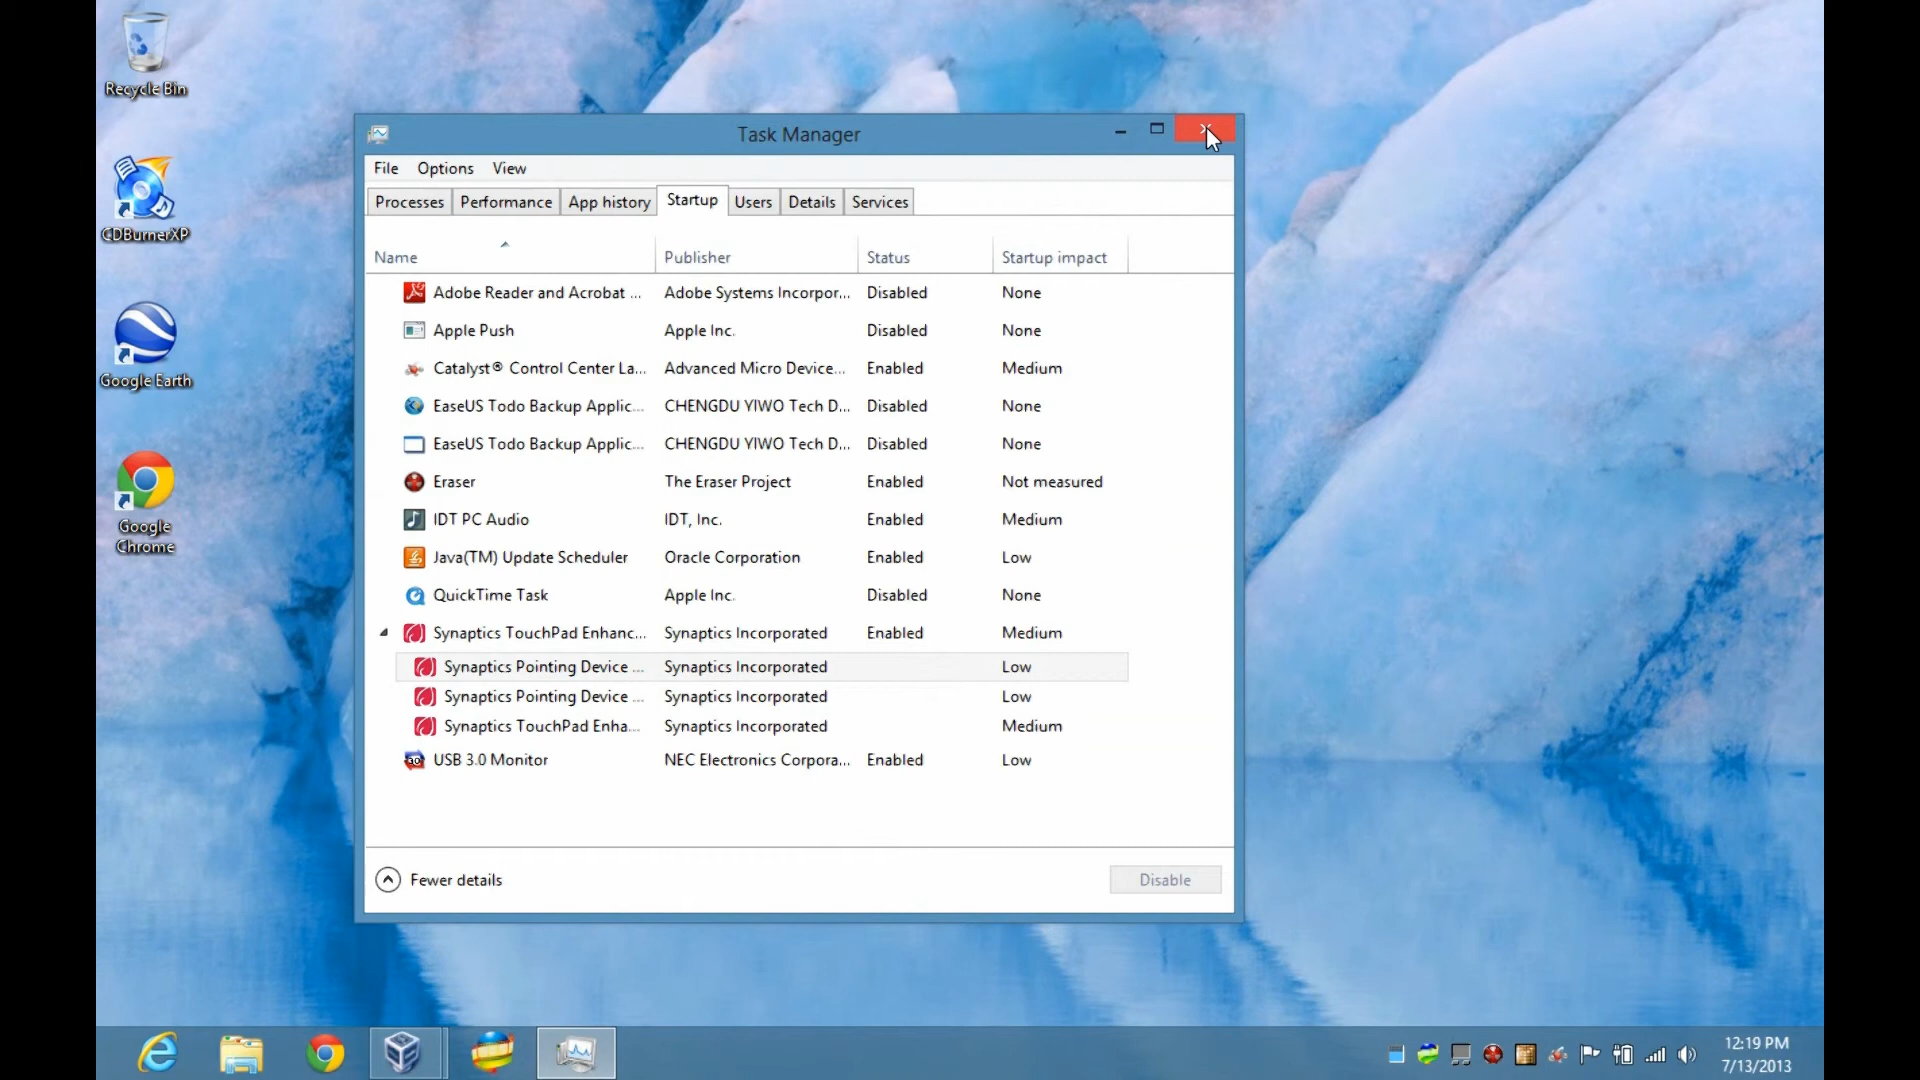 Recycle Bin
CDBurnerXP
Google Earth
Google
Chrome
Task Manager
File Options View
Processes Performance App history Startup Users Details Services
Name Publisher Status Startup impact
Adobe Reader and Acrobat ... Adobe Systems Incorpor... Disabled None
Apple Push Apple Inc. Disabled None
Catalyst® Control Center La... Advanced Micro Device... Enabled Medium
EaseUS Todo Backup Applic... CHENGDU YIWO Tech D... Disabled None
EaseUS Todo Backup Applic... CHENGDU YIWO Tech D... Disabled None
Eraser The Eraser Project Enabled Not measured
IDT PC Audio IDT, Inc. Enabled Medium
Java(TM) Update Scheduler Oracle Corporation Enabled Low
QuickTime Task Apple Inc. Disabled None
Synaptics TouchPad Enhanc... Synaptics Incorporated Enabled Medium
Synaptics Pointing Device ... Synaptics Incorporated Low
Synaptics Pointing Device ... Synaptics Incorporated Low
Synaptics TouchPad Enha... Synaptics Incorporated Medium
USB 3.0 Monitor NEC Electronics Corpora... Enabled Low
Fewer details Disable
12:19 PM
7/13/2013